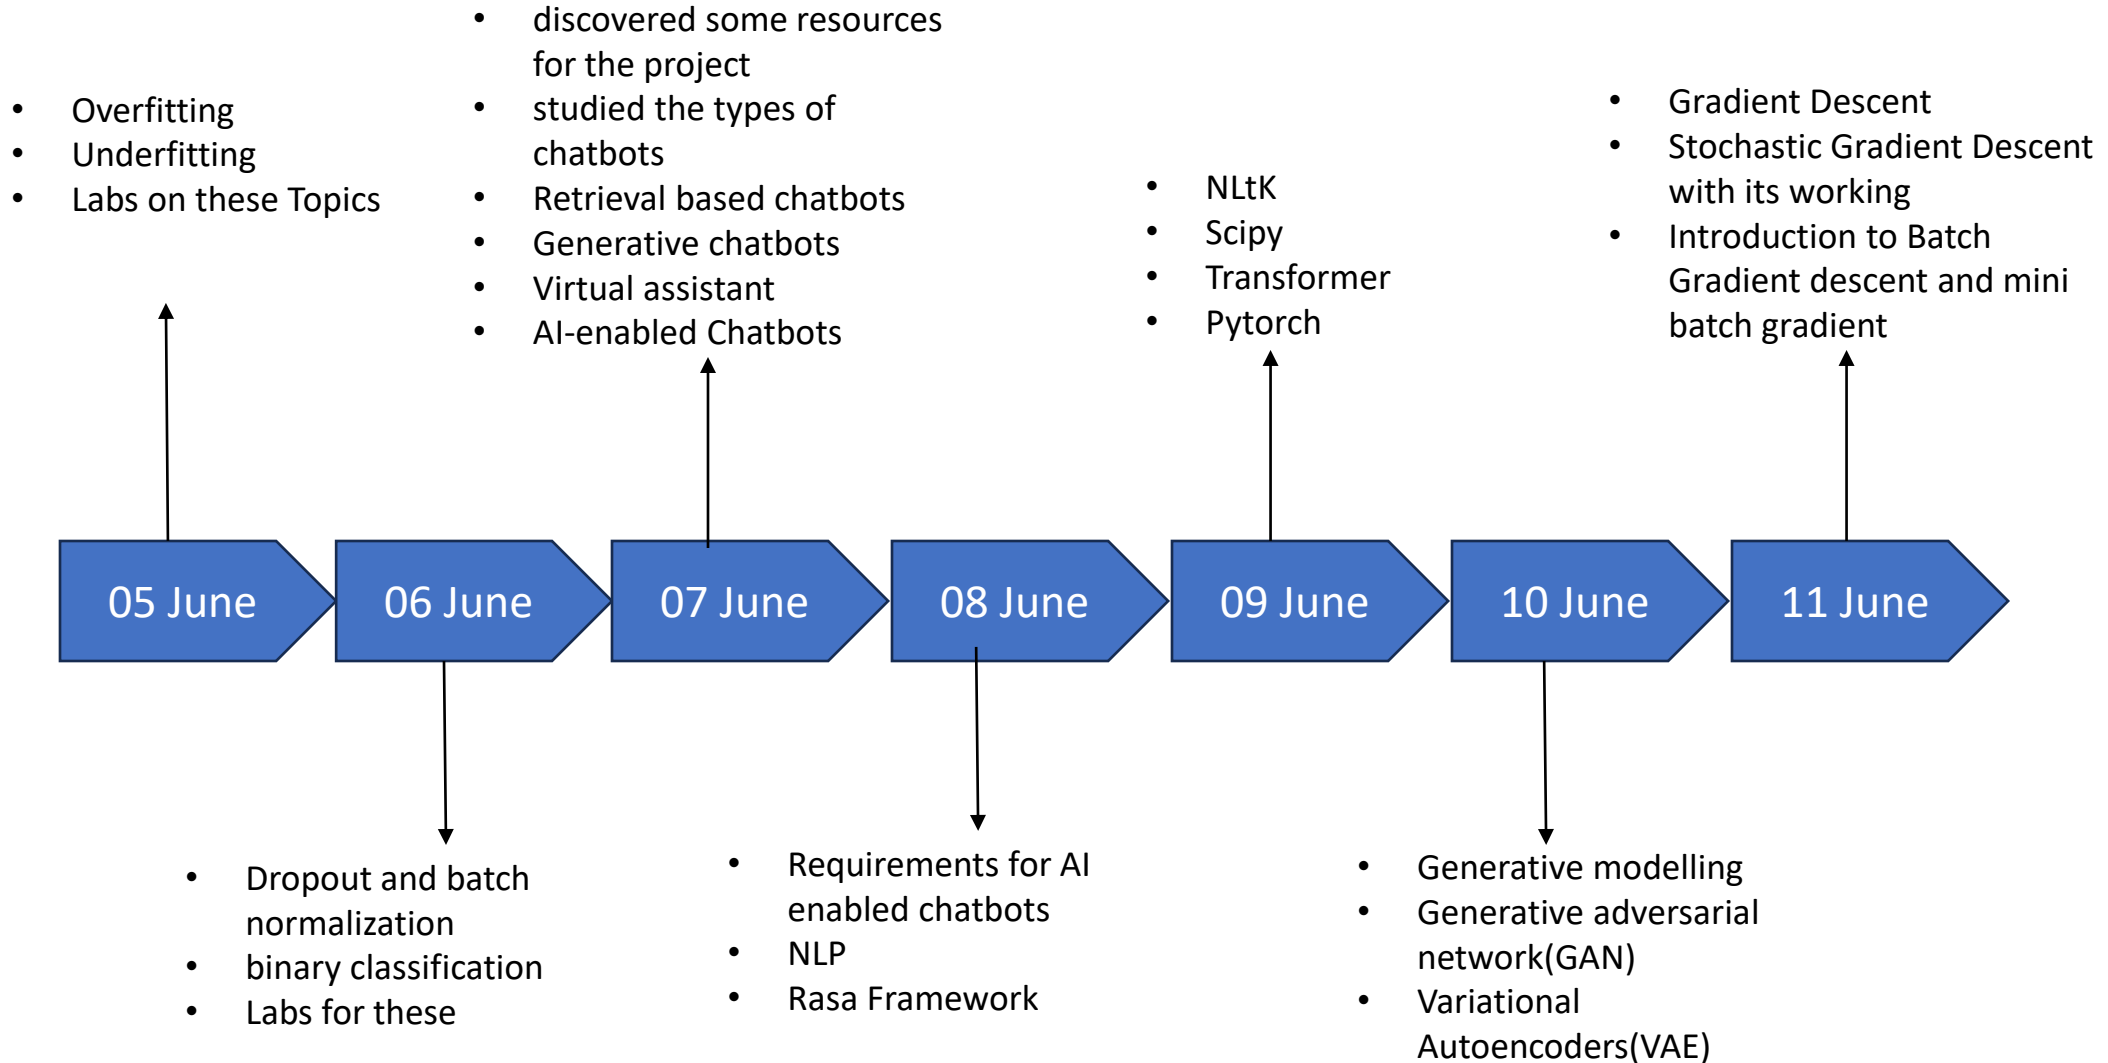 • Overfitting
• Underfitting
• Labs on these Topics
• discovered some resources
for the project
• studied the types of
chatbots
• Retrieval based chatbots
• Generative chatbots
• Virtual assistant
• AI-enabled Chatbots
• NLtK
• Scipy
• Transformer
• Pytorch
• Gradient Descent
• Stochastic Gradient Descent
with its working
• Introduction to Batch
Gradient descent and mini
batch gradient
05 June
06 June
07 June
08 June
09 June
10 June
11 June
• Dropout and batch
normalization
• binary classification
• Labs for these
• Requirements for AI
enabled chatbots
• NLP
• Rasa Framework
• Generative modelling
• Generative adversarial
network(GAN)
• Variational
Autoencoders(VAE)